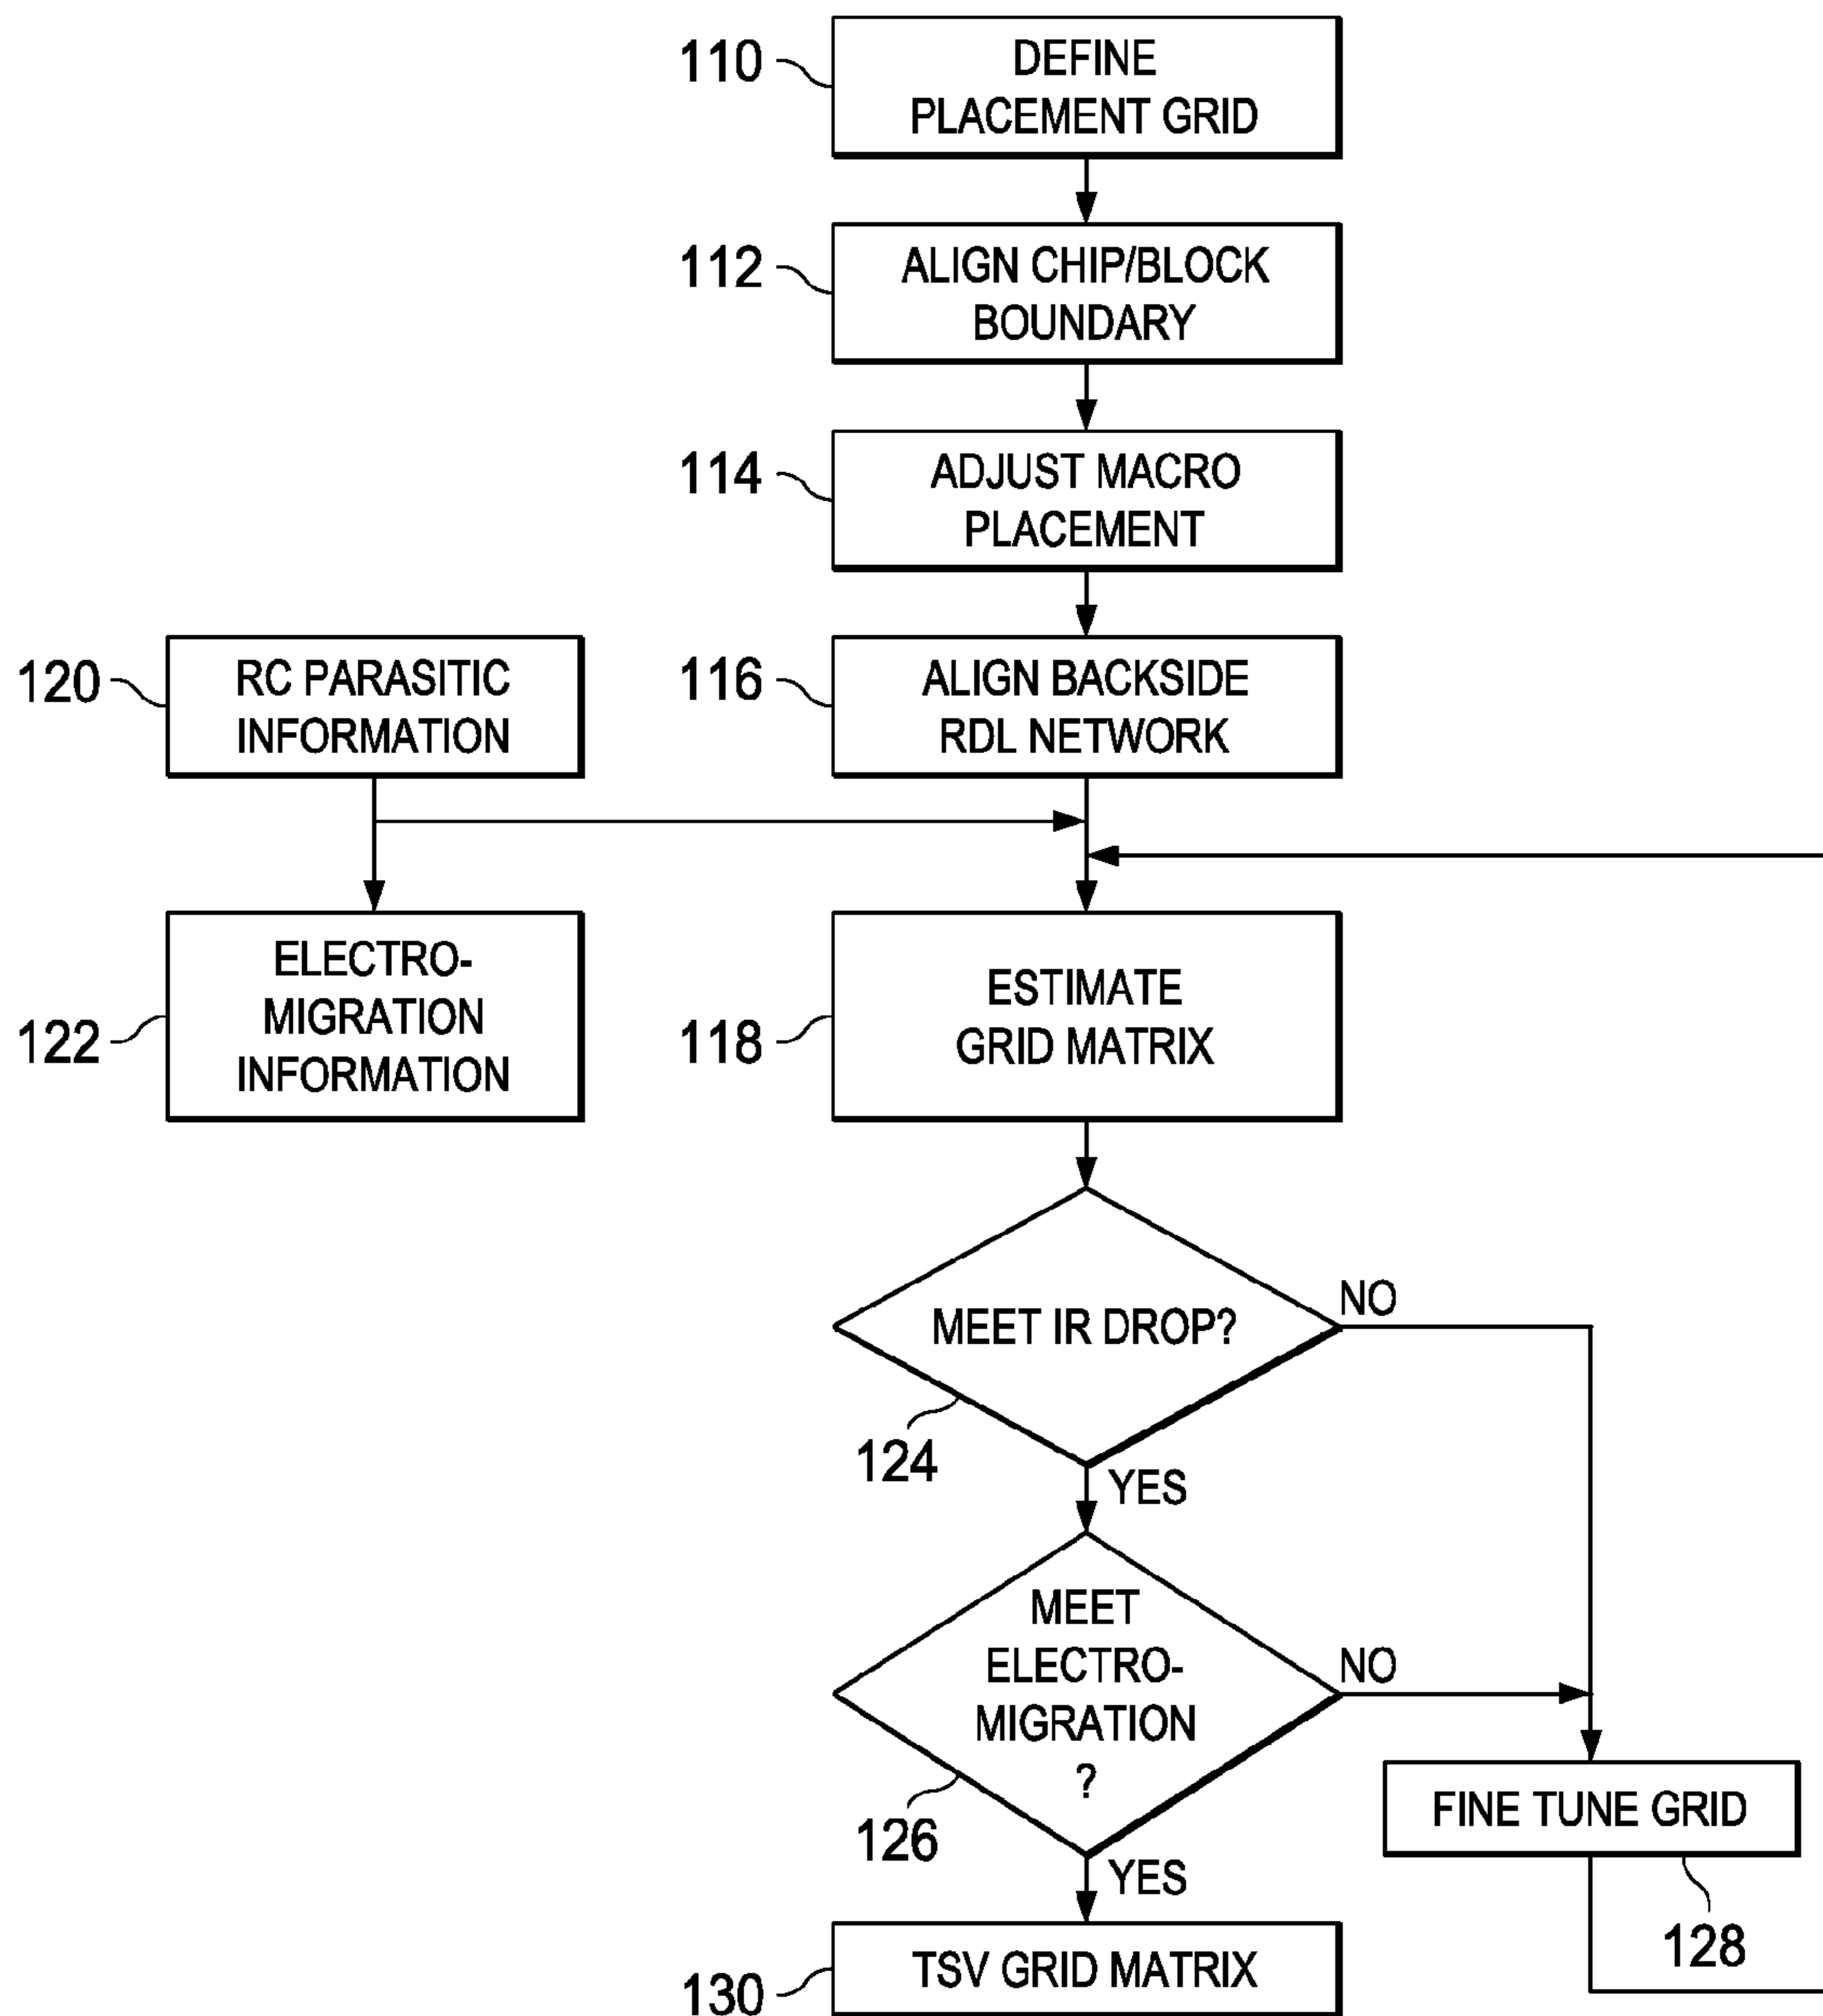 110
DEFINE
PLACEMENT GRID
112
ALIGN CHIP/BLOCK
BOUNDARY
114
ADJUST MACRO
PLACEMENT
120
RC PARASITIC
INFORMATION
116
ALIGN BACKSIDE
RDL NETWORK
122
ELECTRO-
MIGRATION
INFORMATION
118
ESTIMATE
GRID MATRIX
MEET IR DROP?
NO
124
YES
MEET
ELECTRO-
MIGRATION
?
NO
126
YES
FINE TUNE GRID
128
130
TSV GRID MATRIX